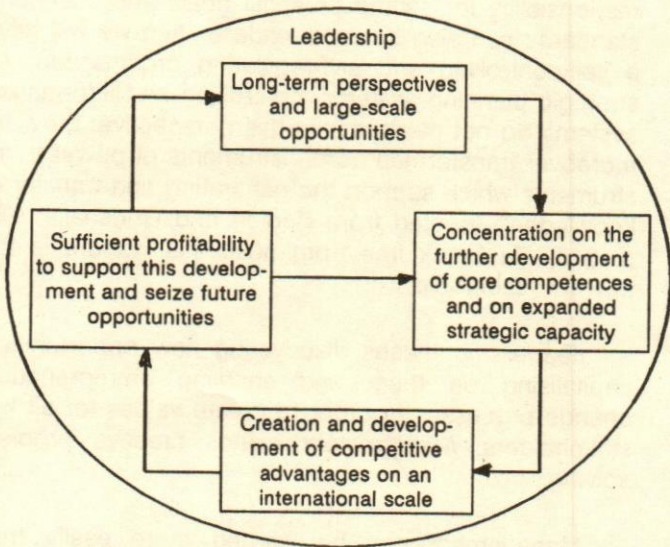 Leadership
Long-term perspectives
and large-scale
opportunities
Sufficient profitability
to support this develop-
ment and seize future
opportunities
Concentration on the
further development
of core competences
and on expanded
strategic capacity
Creation and develop-
ment of competitive
advantages on an
international scale